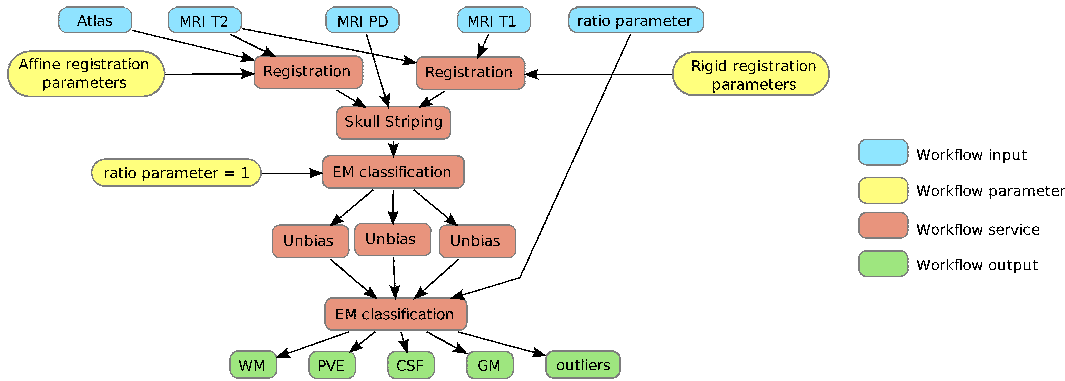 Atlas
MRI T2
MRI PD
MRI T1
ratio parameter
Affine registration
parameters
Registration
Registration
Rigid registration
parameters
Skull Striping
ratio parameter = 1
EM classification
Unbias
Unbias
Unbias
EM classification
WM
PVE
CSF
GM
outliers
Workflow input
Workflow parameter
Workflow service
Workflow output